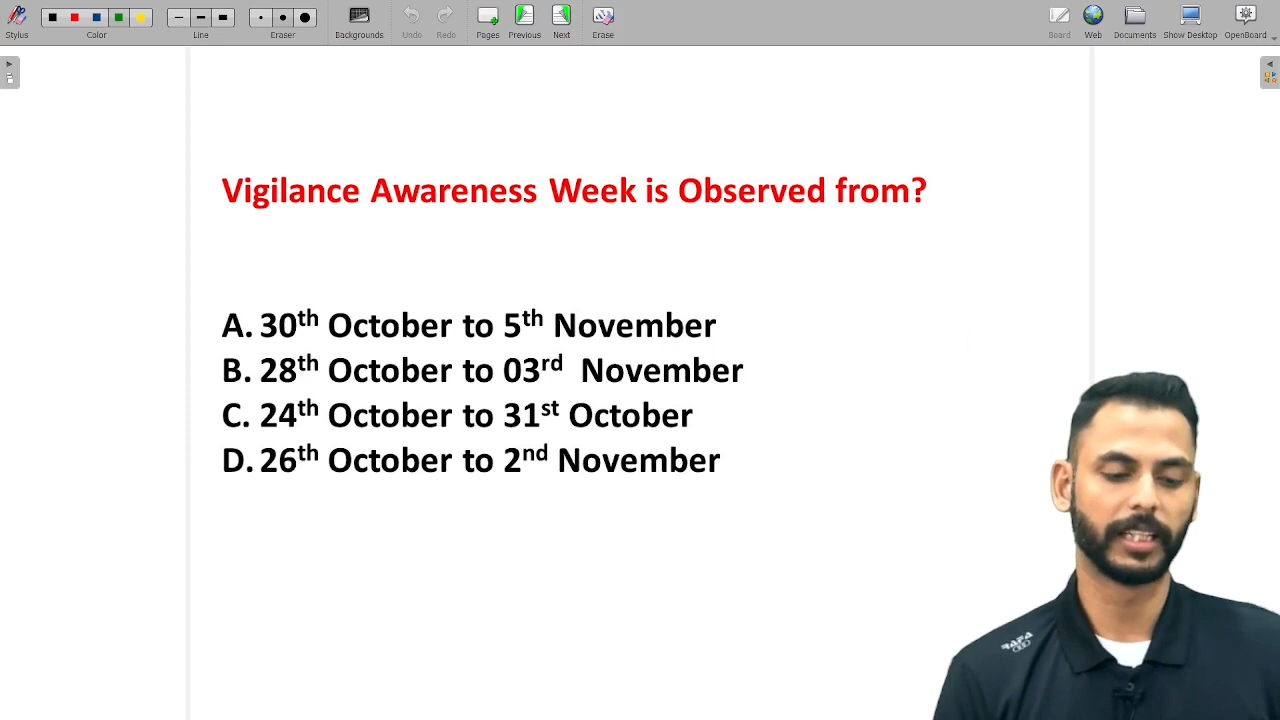 Stylus
Color
Line
Eraser
Backgrounds
Undo
Redo
Pages
Previous
Next
Erase
Board
Web
Documents
Show Desktop
OpenBoard
Vigilance Awareness Week is Observed from?
A. 30th October to 5th November
B. 28th October to 03rd November
C. 24th October to 31st October
D. 26th October to 2nd November